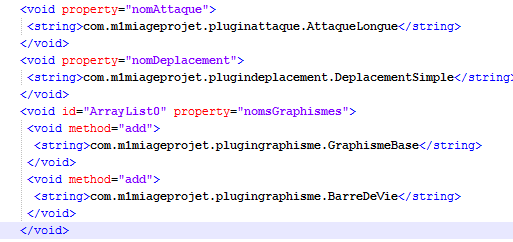 <void property="nomAttaque">
<string>com.m1miageprojet.pluginattaque.AttaqueLongue</string>
</void>
<void property="nomDeplacement">
<string>com.m1miageprojet.plugindeplacement.DeplacementSimple</string>
</void>
<void id="ArrayList0" property="nomsGraphismes">
<void method="add">
<string>com.m1miageprojet.plugingraphisme.GraphismeBase</string>
</void>
<void method="add">
<string>com.m1miageprojet.plugingraphisme.BarreDeVie</string>
</void>
</void>